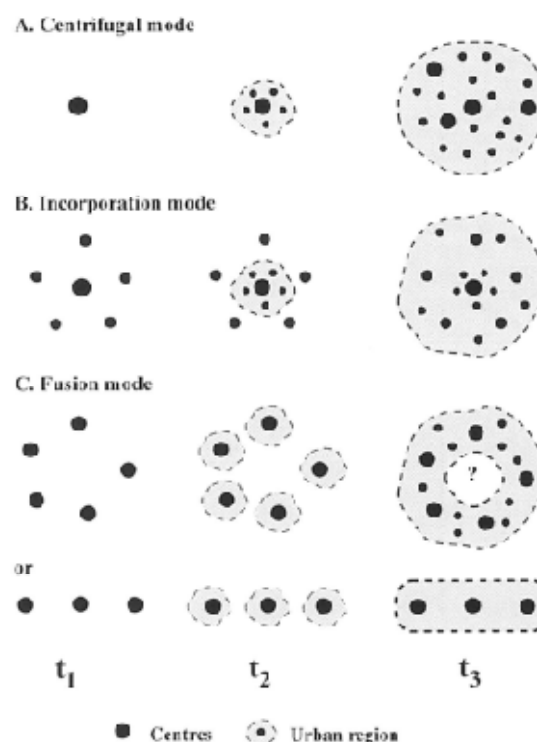 A. Centrifugal mode
B. Incorporation mode
C. Fusion mode
?
or
t1 t2 t3
Centres Urban region